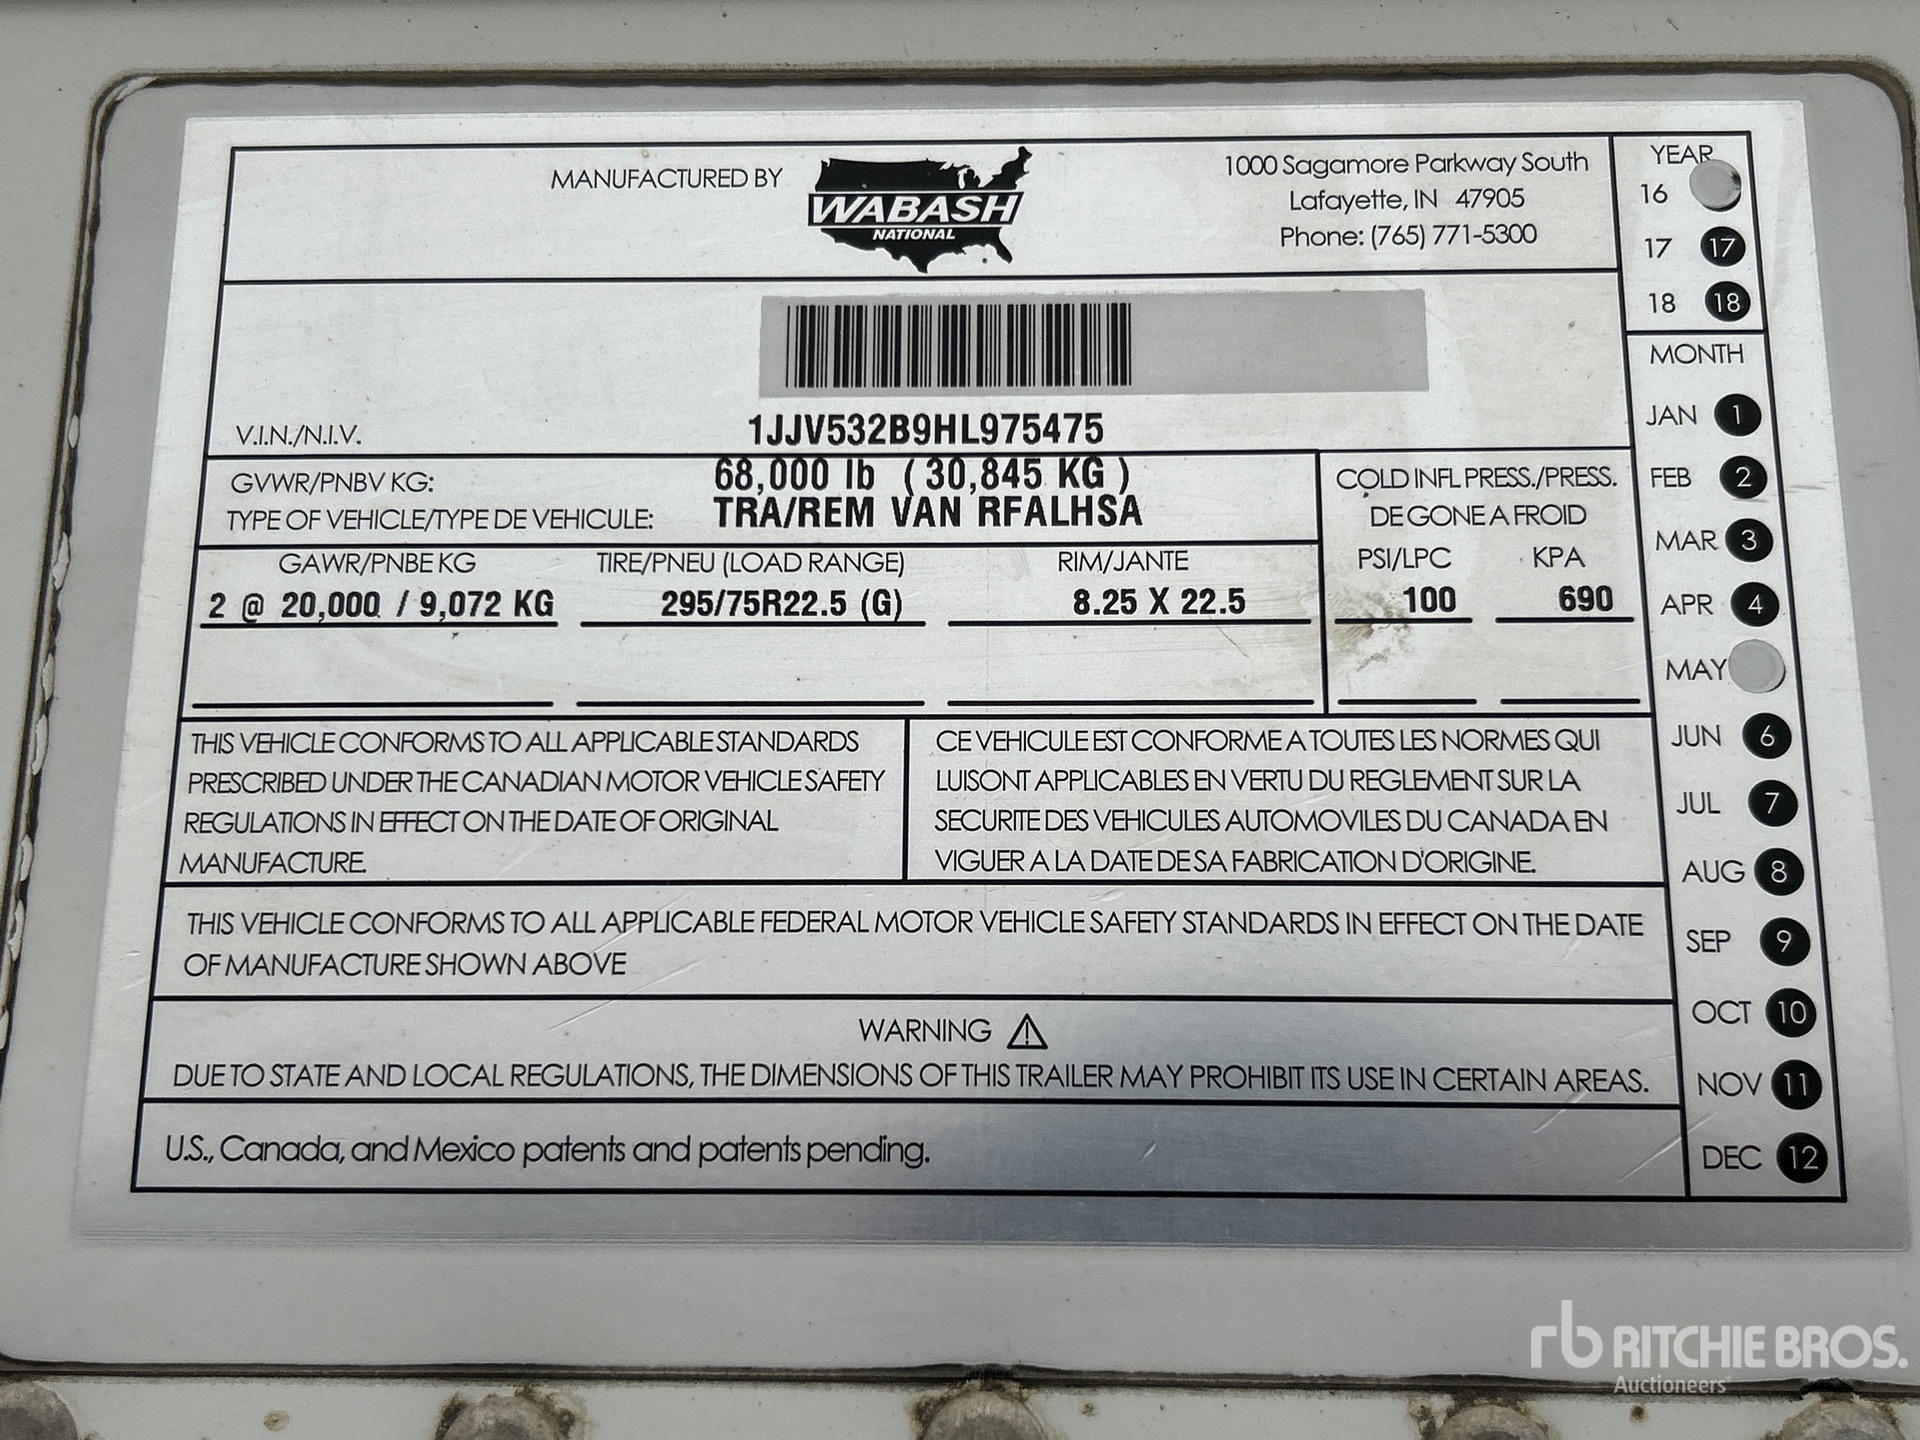 MANUFACTURED BY
WABASH
NATIONAL
1000 Sagamore Parkway South
Lafayette, IN 47905
Phone: (765) 771-5300
YEAR
16
17 17
18 18
V.I.N./N.I.V. 1JJV532B9HL975475
GVWR/PNBV KG: 68,000 lb ( 30,845 KG )
TYPE OF VEHICLE/TYPE DE VEHICULE: TRA/REM VAN RFALHSA
COLD INFL PRESS./PRESS.
DE GONE A FROID
GAWR/PNBE KG TIRE/PNEU (LOAD RANGE) RIM/JANTE PSI/LPC KPA
2 @ 20,000 / 9,072 KG 295/75R22.5 (G) 8.25 X 22.5 100 690
MONTH
JAN 1
FEB 2
MAR 3
APR 4
MAY
JUN 6
JUL 7
AUG 8
SEP 9
OCT 10
NOV 11
DEC 12
THIS VEHICLE CONFORMS TO ALL APPLICABLE STANDARDS
PRESCRIBED UNDER THE CANADIAN MOTOR VEHICLE SAFETY
REGULATIONS IN EFFECT ON THE DATE OF ORIGINAL
MANUFACTURE.
CE VEHICULE EST CONFORME A TOUTES LES NORMES QUI
LUI SONT APPLICABLES EN VERTU DU REGLEMENT SUR LA
SECURITE DES VEHICULES AUTOMOVILES DU CANADA EN
VIGUER A LA DATE DE SA FABRICATION D'ORIGINE.
THIS VEHICLE CONFORMS TO ALL APPLICABLE FEDERAL MOTOR VEHICLE SAFETY STANDARDS IN EFFECT ON THE DATE
OF MANUFACTURE SHOWN ABOVE
WARNING
DUE TO STATE AND LOCAL REGULATIONS, THE DIMENSIONS OF THIS TRAILER MAY PROHIBIT ITS USE IN CERTAIN AREAS.
U.S., Canada, and Mexico patents and patents pending.
rb RITCHIE BROS.
Auctioneers